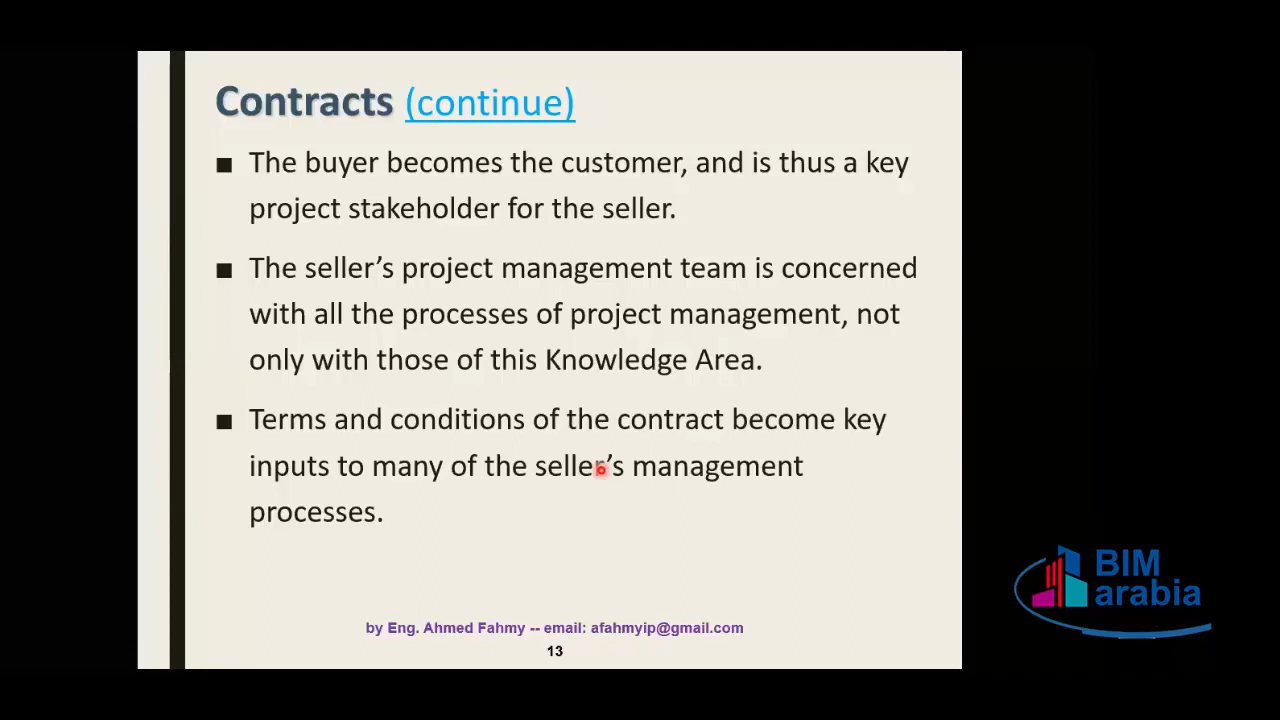 Contracts (continue)
■ The buyer becomes the customer, and is thus a key
project stakeholder for the seller.
■ The seller’s project management team is concerned
with all the processes of project management, not
only with those of this Knowledge Area.
■ Terms and conditions of the contract become key
inputs to many of the seller’s management
processes.
by Eng. Ahmed Fahmy -- email: afahmyip@gmail.com
13
BIM
arabia